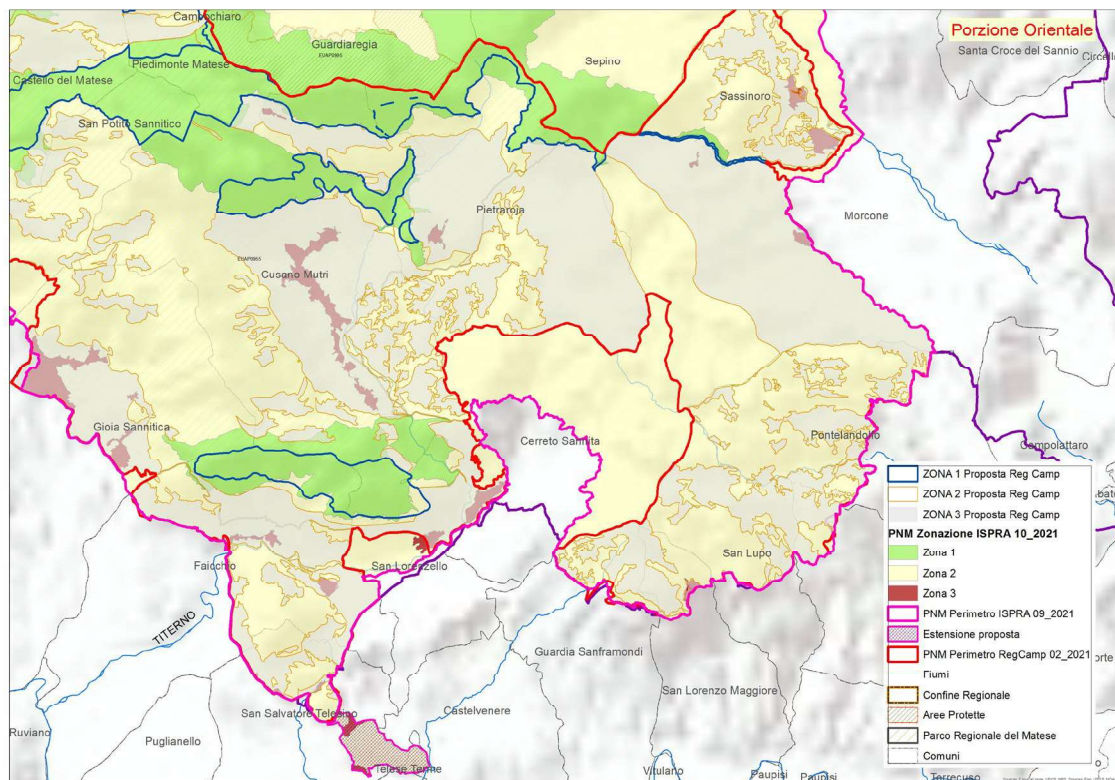 Campochiaro
Guardiaregia
EUAP0955
Porzione Orientale
Santa Croce del Sannio
Piedimonte Matese
Sepino
Castello del Matese
Sassinoro
San Potito Sannitico
Pietraroja
Morcone
EUAP0955
Cusano Mutri
Gioia Sannitica
Cerreto Sannita
Pontelandolfo
Campolattaro
ZONA 1 Proposta Reg Camp
ZONA 2 Proposta Reg Camp
ZONA 3 Proposta Reg Camp
PNM Zonazione ISPRA 10_2021
Zona 1
Zona 2
Zona 3
PNM Perimetro ISPRA 09_2021
Estensione proposta
PNM Perimetro RegCamp 02_2021
Fiumi
Confine Regionale
Aree Protette
Parco Regionale del Matese
Comuni
San Lupo
Faicchio
San Lorenzello
TITERNO
Guardia Sanframondi
San Lorenzo Maggiore
San Salvatore Telesino
Castelvenere
Ruviano
Puglianello
Telese Terme
Vitulano
Paupisi
Paupisi
Torrecuso